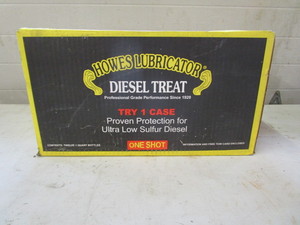 HOWES LUBRICATOR
DIESEL TREAT
Professional Grade Performance Since 1920
TRY 1 CASE
Proven Protection for
Ultra Low Sulfur Diesel
ONE SHOT